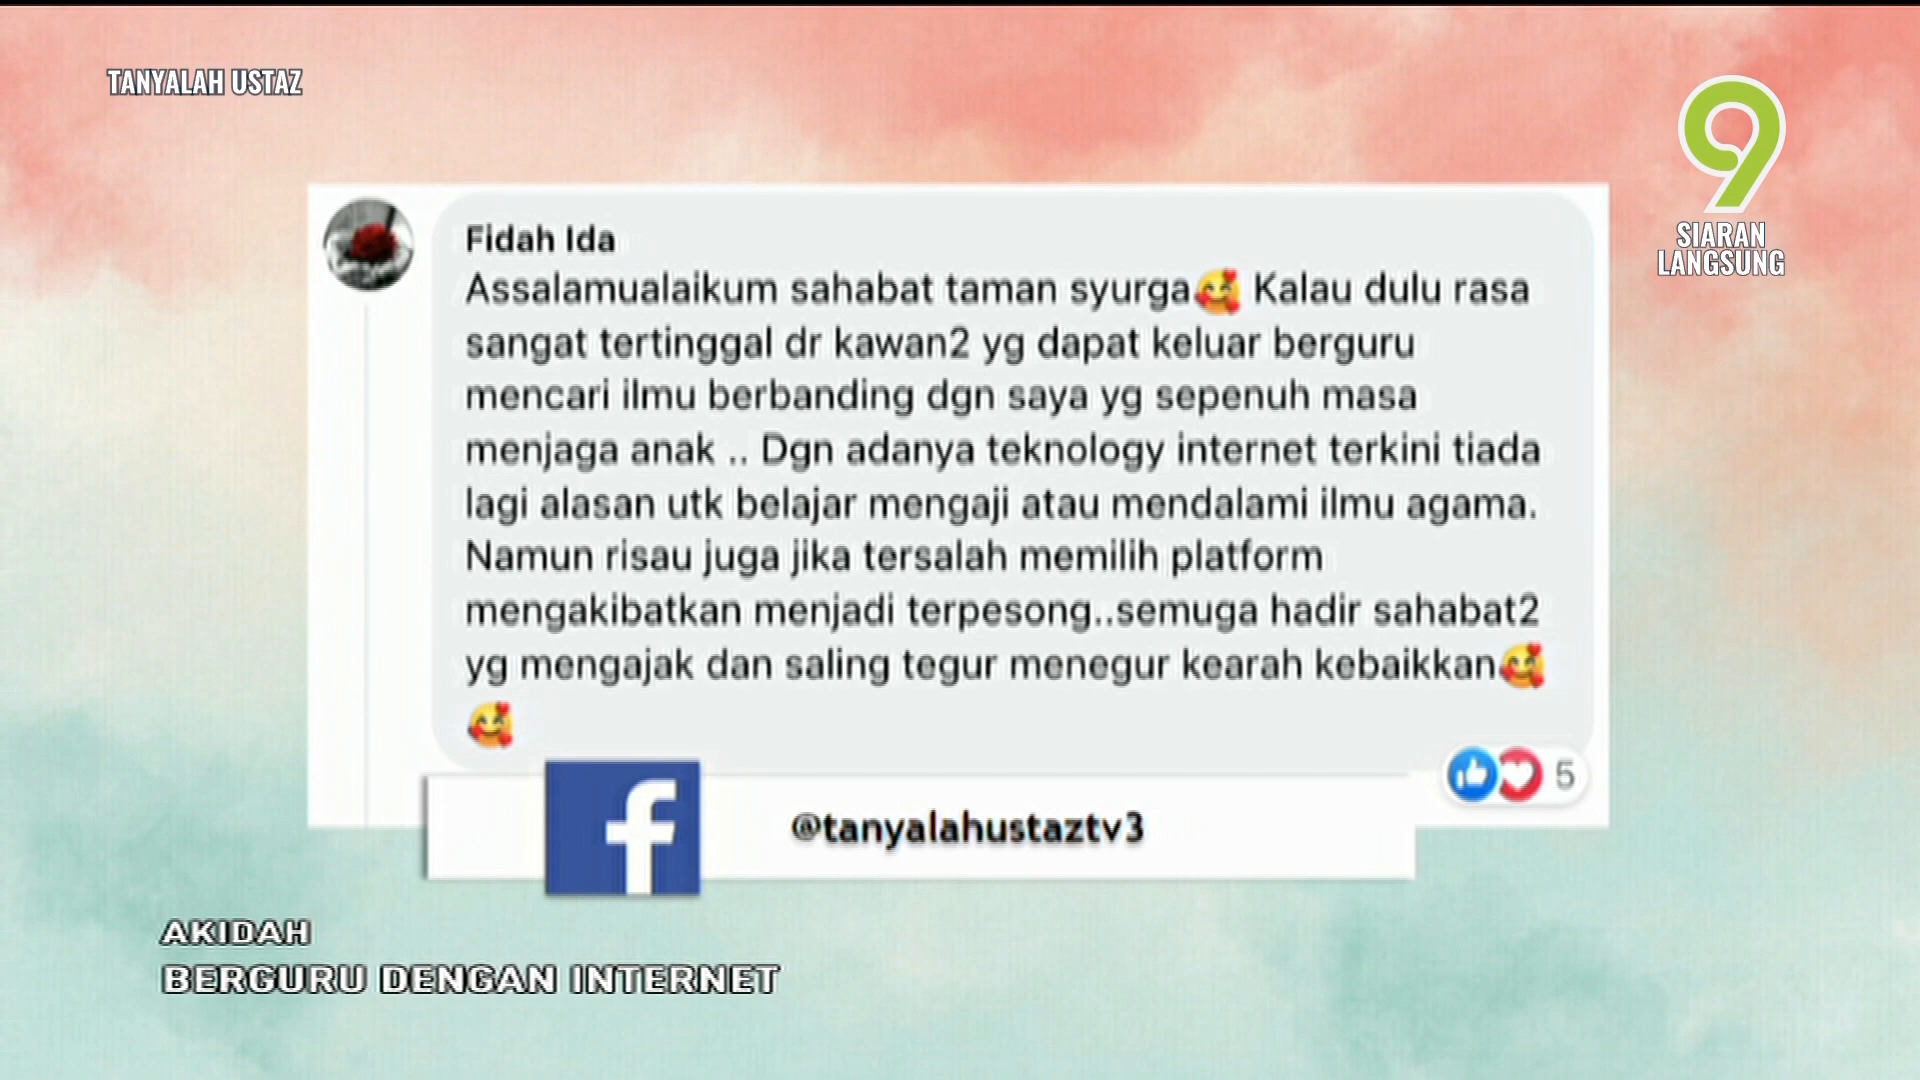 TANYALAH USTAZ
9
SIARAN
LANGSUNG
Fidah Ida
Assalamualaikum sahabat taman syurga🥰 Kalau dulu rasa
sangat tertinggal dr kawan2 yg dapat keluar berguru
mencari ilmu berbanding dgn saya yg sepenuh masa
menjaga anak .. Dgn adanya teknology internet terkini tiada
lagi alasan utk belajar mengaji atau mendalami ilmu agama.
Namun risau juga jika tersalah memilih platform
mengakibatkan menjadi terpesong..semuga hadir sahabat2
yg mengajak dan saling tegur menegur kearah kebaikkan🥰
🥰
5
f
@tanyalahustaztv3
AKIDAH
BERGURU DENGAN INTERNET